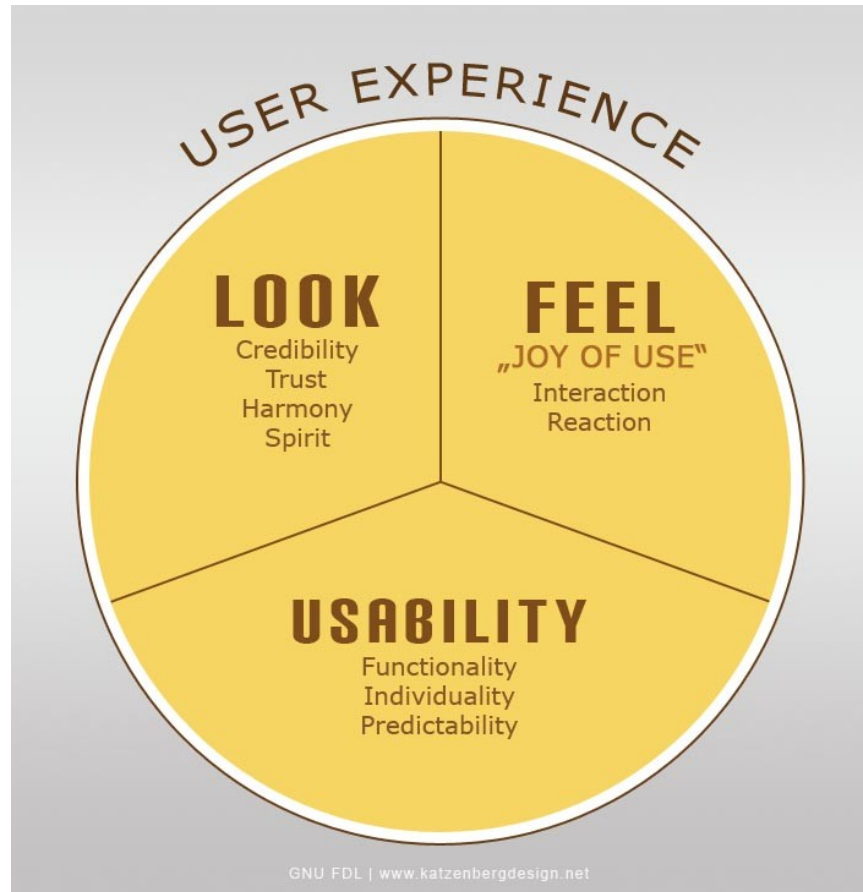 USER EXPERIENCE
LOOK
Credibility
Trust
Harmony
Spirit
FEEL
„JOY OF USE“
Interaction
Reaction
USABILITY
Functionality
Individuality
Predictability
GNU FDL | www.katzenbergdesign.net